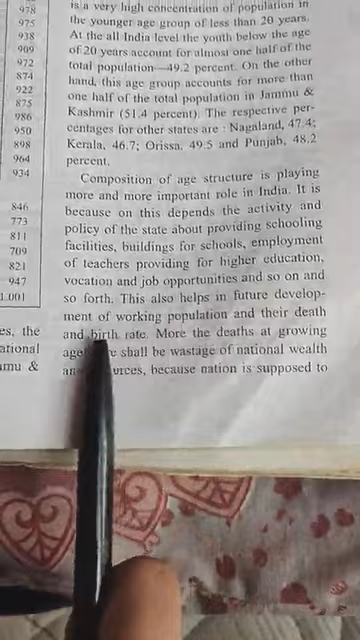 978
975
938
909
972
874
922
875
986
950
898
964
934
846
773
811
709
821
947
1.001
es, the
ational
mu &
is a very high concentration of population in
the younger age group of less than 20 years.
At the all India level the youth below the age
of 20 years account for almost one half of the
total population—49.2 percent. On the other
hand, this age group accounts for more than
one half of the total population in Jammu &
Kashmir (51.4 percent). The respective per-
centages for other states are : Nagaland, 47.4;
Kerala, 46.7; Orissa, 49.5 and Punjab, 48.2
percent.
Composition of age structure is playing
more and more important role in India. It is
because on this depends the activity and
policy of the state about providing schooling
facilities, buildings for schools, employment
of teachers providing for higher education,
vocation and job opportunities and so on and
so forth. This also helps in future develop-
ment of working population and their death
and birth rate. More the deaths at growing
age shall be wastage of national wealth
because nation is supposed to